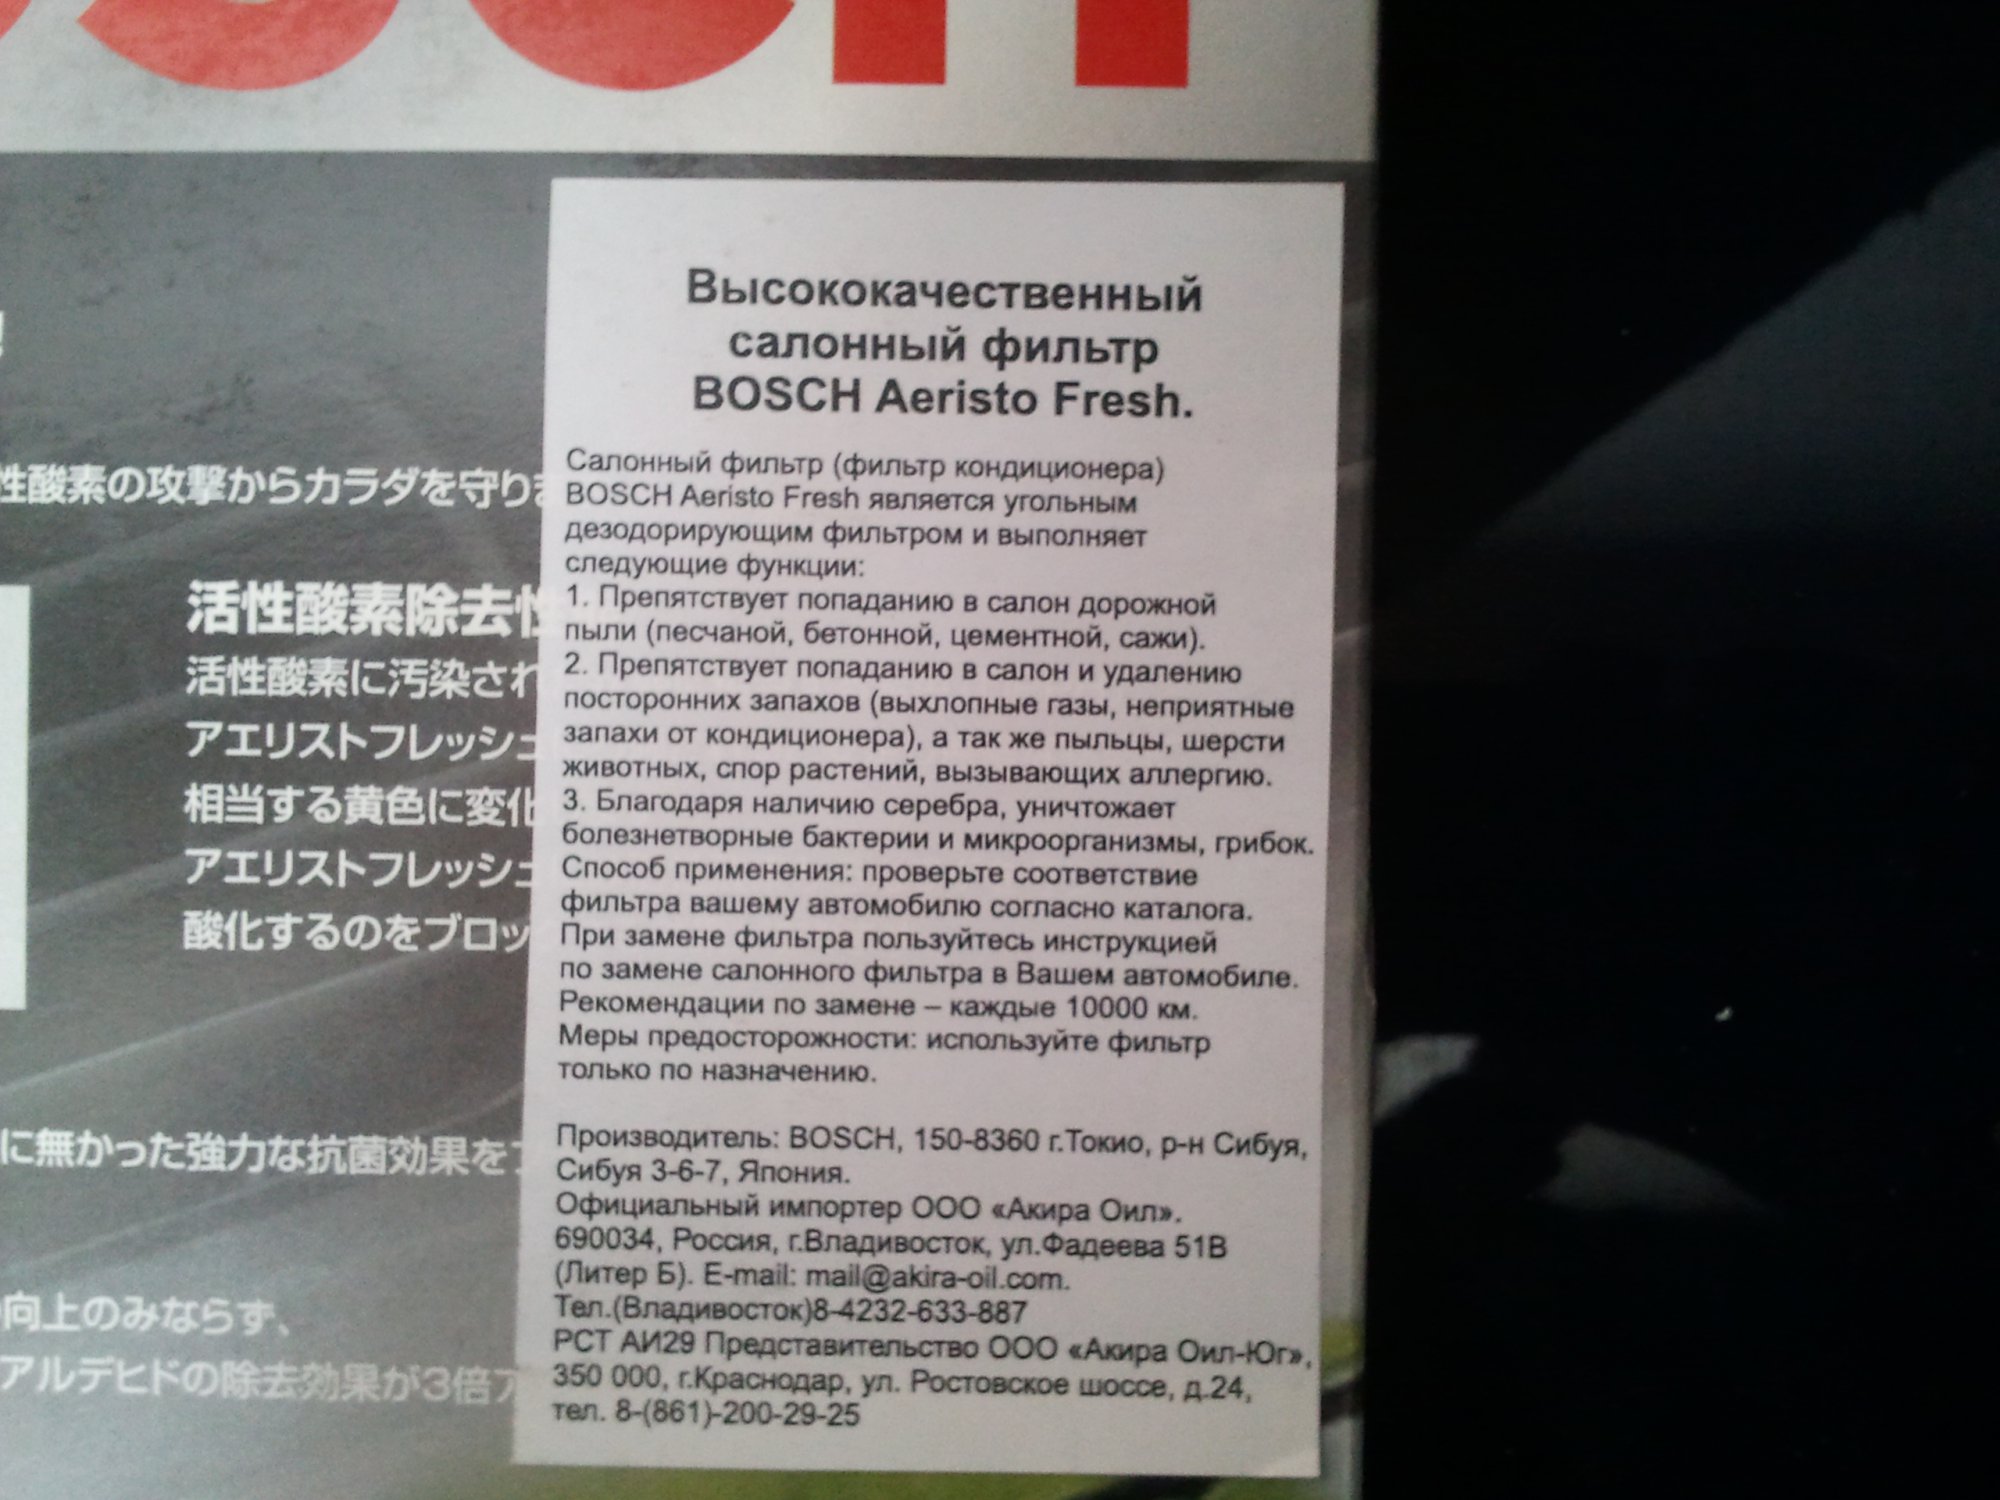 SCH
性酸素の攻撃からカラダを守り
活性酸素除去
活性酸素に汚染され
アエリストフレッシュ
相当する黄色に変化
アエリストフレッシュ
酸化するのをブロッ
に無かった強力な抗菌効果を
向上のみならず、
アルデヒドの除去効果が3倍
Высококачественный
салонный фильтр
BOSCH Aeristo Fresh.
Салонный фильтр (фильтр кондиционера)
BOSCH Aeristo Fresh является угольным
дезодорирующим фильтром и выполняет
следующие функции:
1. Препятствует попаданию в салон дорожной
пыли (песчаной, бетонной, цементной, сажи).
2. Препятствует попаданию в салон и удалению
посторонних запахов (выхлопные газы, неприятные
запахи от кондиционера), а так же пыльцы, шерсти
животных, спор растений, вызывающих аллергию.
3. Благодаря наличию серебра, уничтожает
болезнетворные бактерии и микроорганизмы, грибок.
Способ применения: проверьте соответствие
фильтра вашему автомобилю согласно каталога.
При замене фильтра пользуйтесь инструкцией
по замене салонного фильтра в Вашем автомобиле.
Рекомендации по замене – каждые 10000 км.
Меры предосторожности: используйте фильтр
только по назначению.
Производитель: BOSCH, 150-8360 г.Токио, р-н Сибуя,
Сибуя 3-6-7, Япония.
Официальный импортер ООО «Акира Оил».
690034, Россия, г.Владивосток, ул.Фадеева 51В
(Литер Б). E-mail: mail@akira-oil.com.
Тел.(Владивосток)8-4232-633-887
РСТ АИ29 Представительство ООО «Акира Оил-Юг»,
350 000, г.Краснодар, ул. Ростовское шоссе, д.24,
тел. 8-(861)-200-29-25